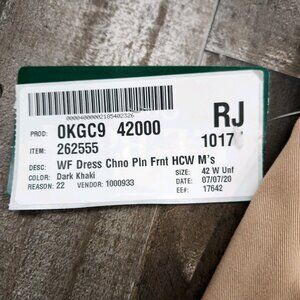 00004000002185402326
RJ
PROD: 0KGC9 42000
1017
ITEM: 262555
DESC: WF Dress Chno Pln Frnt HCW M's
COLOR: Dark Khaki
SIZE: 42 W Unf
REASON: 22 VENDOR: 1000933
DATE: 07/07/20
EE#: 17642